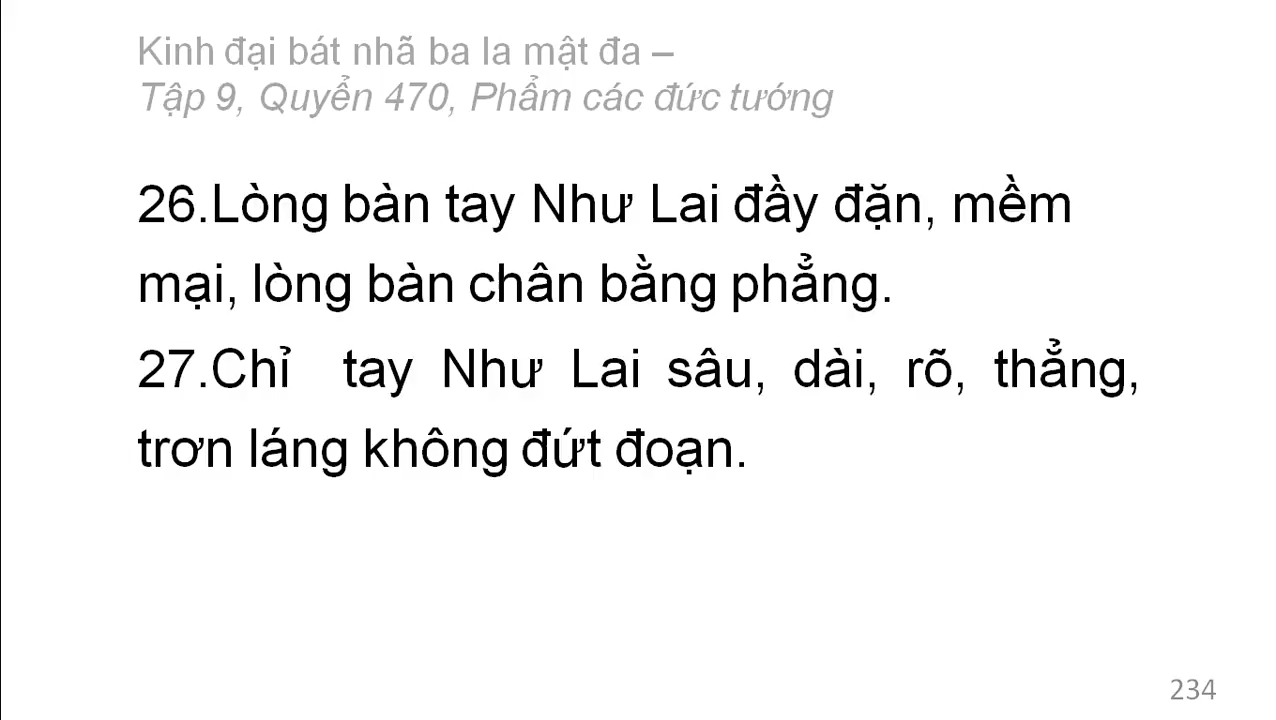 Kinh đại bát nhã ba la mật đa –
Tập 9, Quyển 470, Phẩm các đức tướng
26.Lòng bàn tay Như Lai đầy đặn, mềm
mại, lòng bàn chân bằng phẳng.
27.Chỉ tay Như Lai sâu, dài, rõ, thẳng,
trơn láng không đứt đoạn.
234